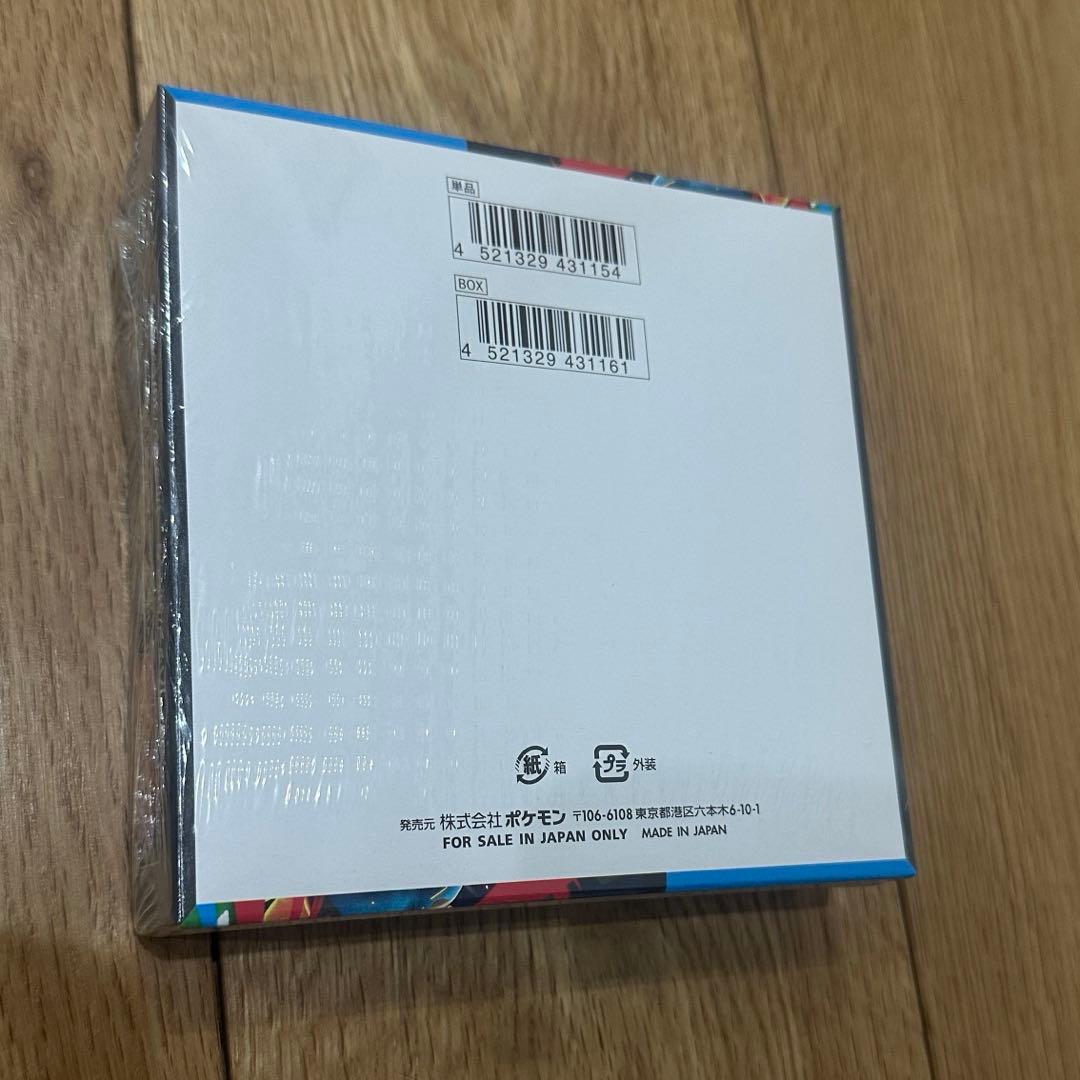 単品
4 521329 431154
BOX
4 521329 431161
紙 箱 プラ 外装
発売元 株式会社ポケモン 〒106-6108 東京都港区六本木6-10-1
FOR SALE IN JAPAN ONLY MADE IN JAPAN